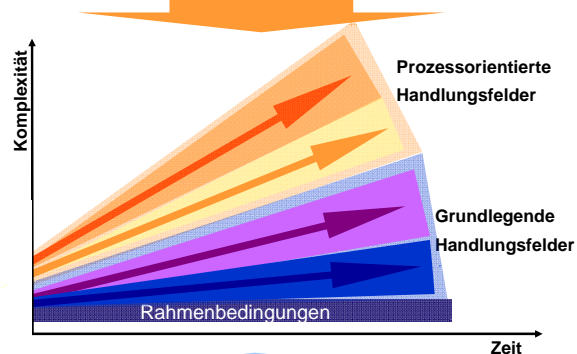 Komplexität
Prozessorientierte
Handlungsfelder
Grundlegende
Handlungsfelder
Rahmenbedingungen
Zeit